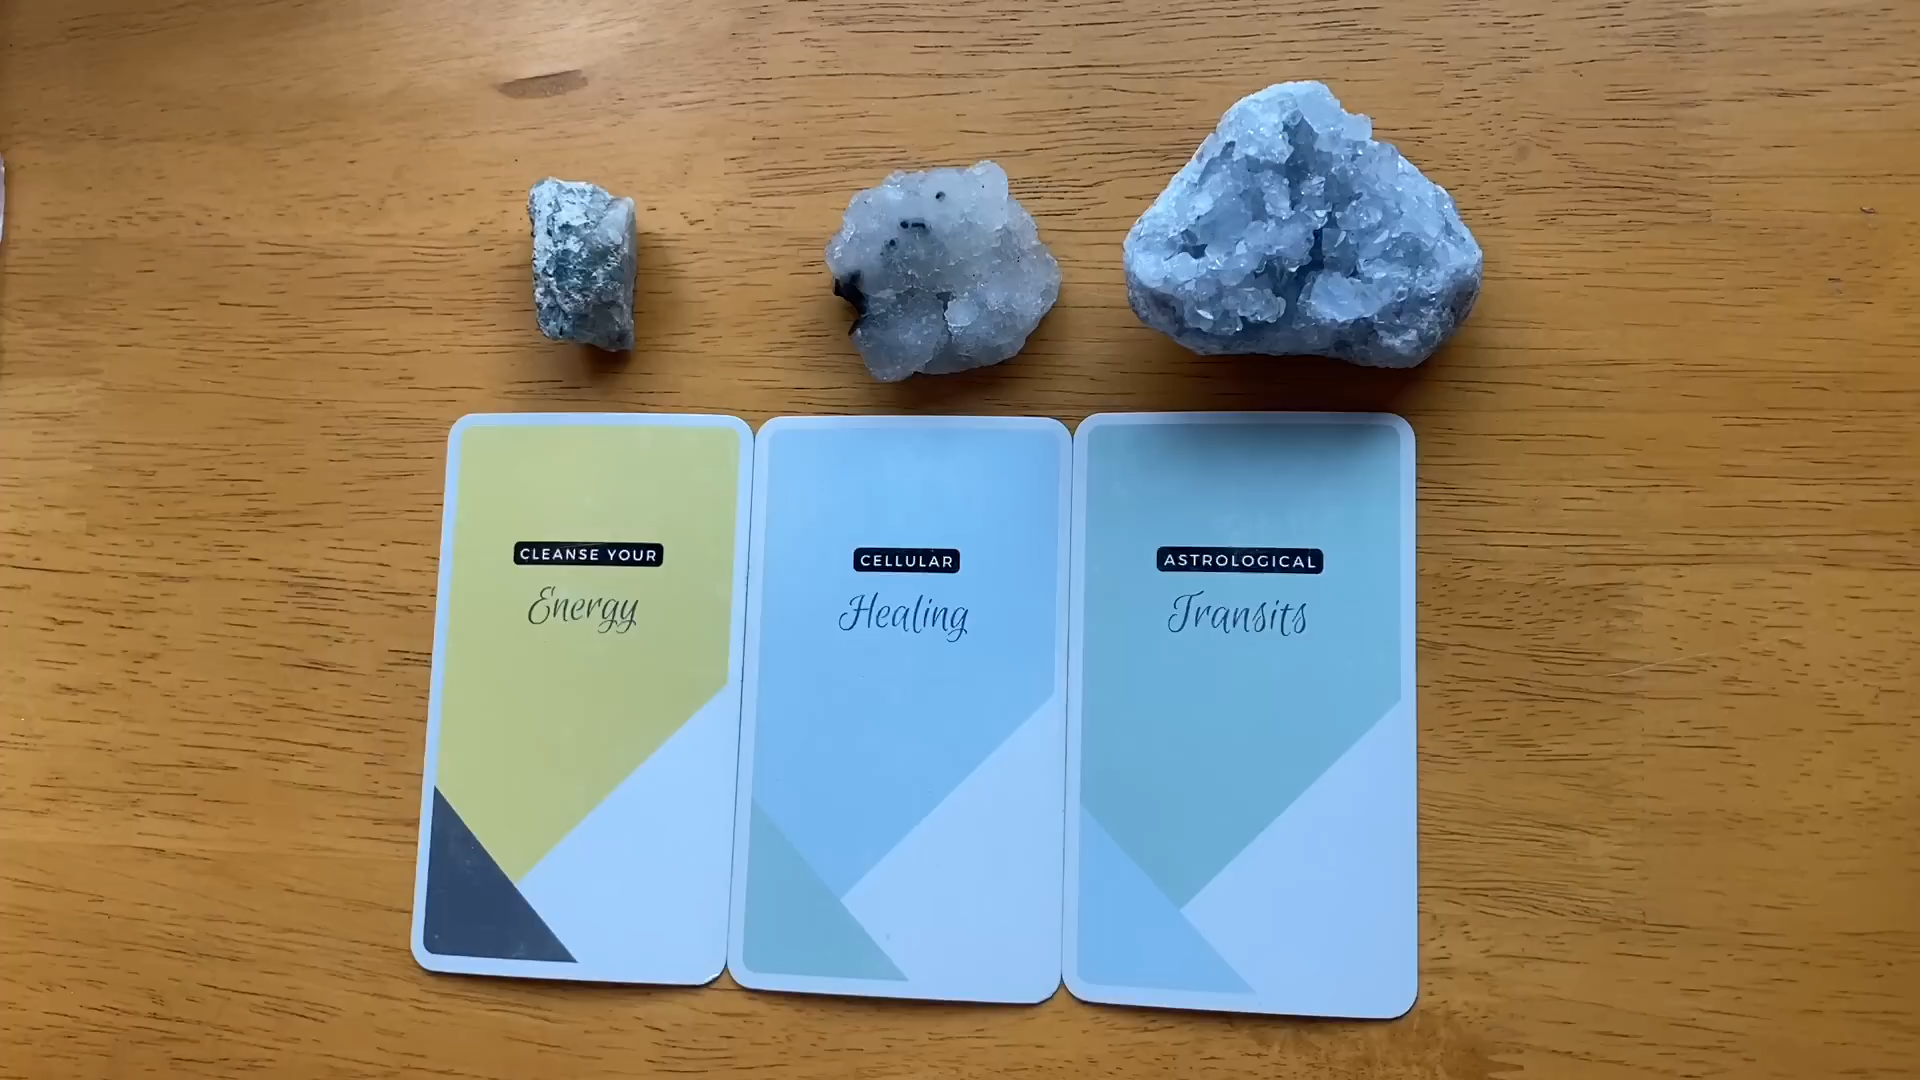 CLEANSE YOUR
Energy
CELLULAR
Healing
ASTROLOGICAL
Transits